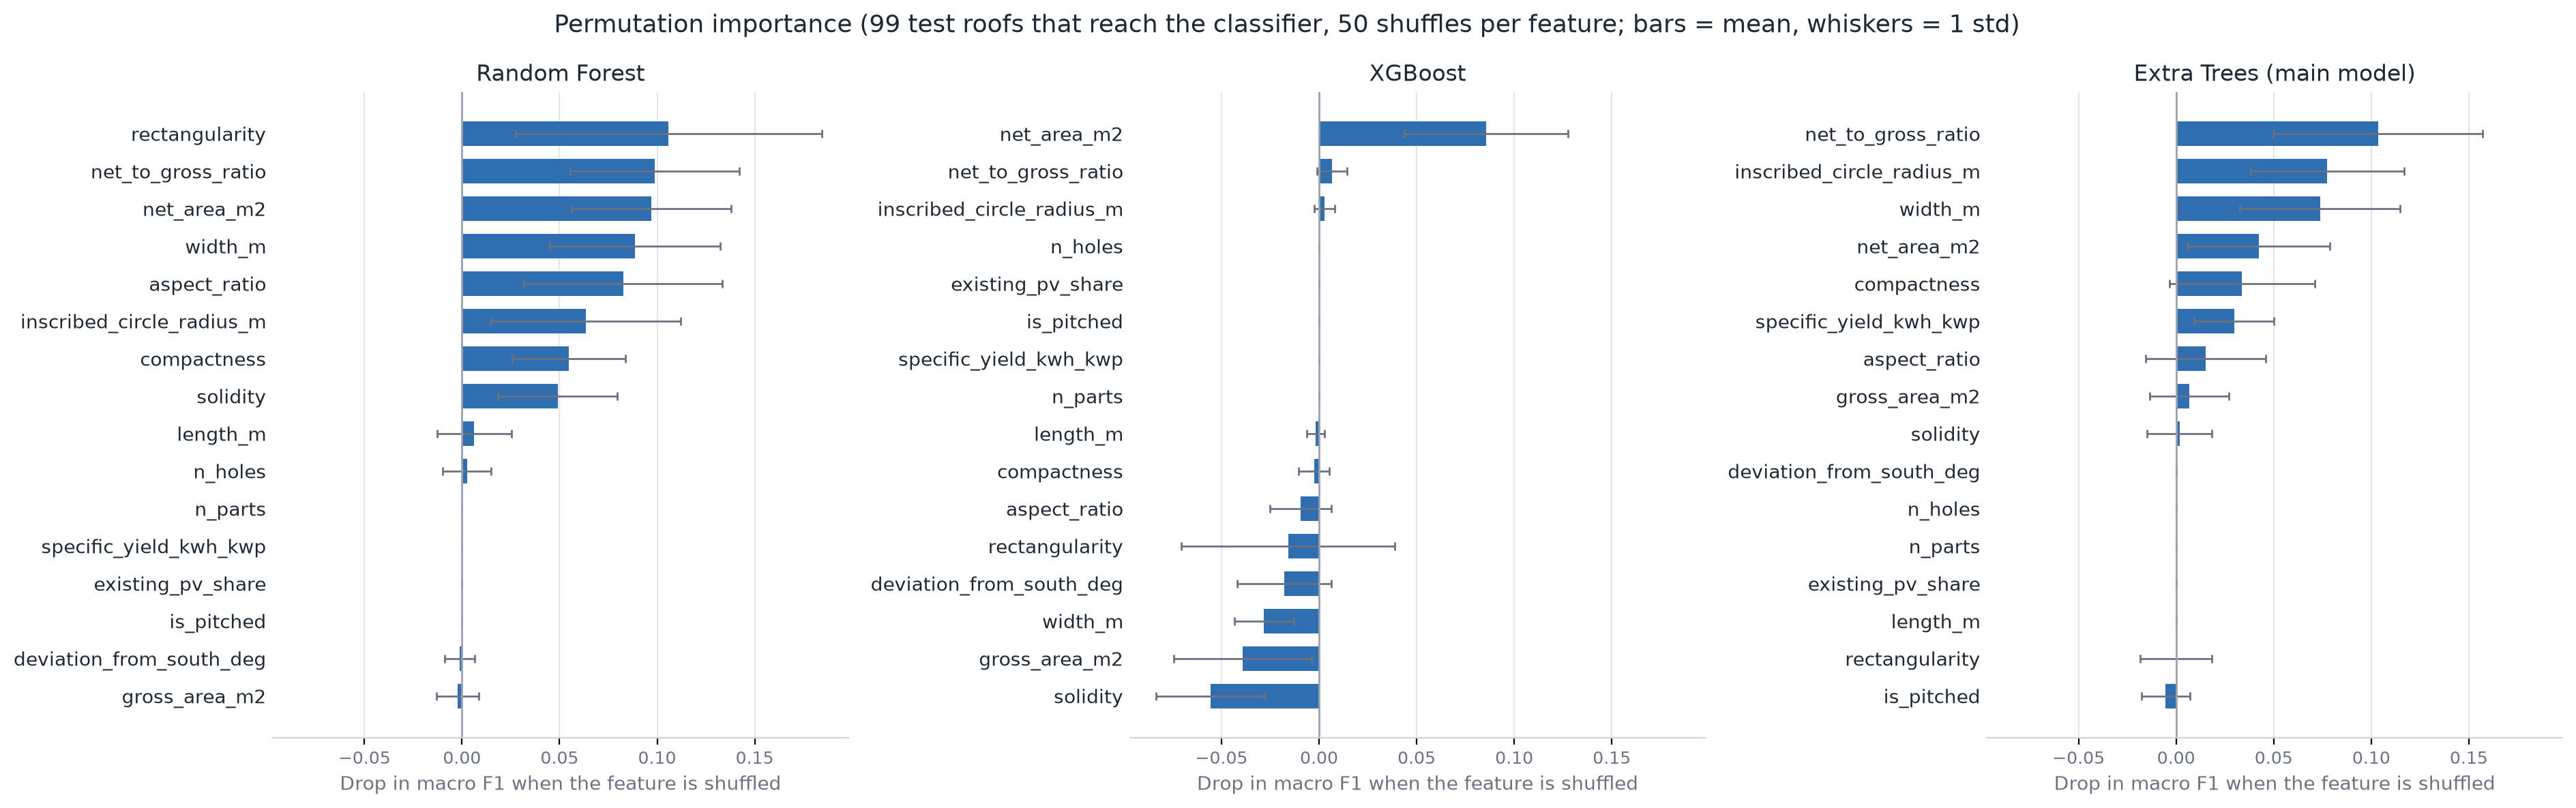 Permutation importance (99 test roofs that reach the classifier, 50 shuffles per feature; bars = mean, whiskers = 1 std)
Random Forest
rectangularity
net_to_gross_ratio
net_area_m2
width_m
aspect_ratio
inscribed_circle_radius_m
compactness
solidity
length_m
n_holes
n_parts
specific_yield_kwh_kwp
existing_pv_share
is_pitched
deviation_from_south_deg
gross_area_m2
−0.05 0.00 0.05 0.10 0.15
Drop in macro F1 when the feature is shuffled
XGBoost
net_area_m2
net_to_gross_ratio
inscribed_circle_radius_m
n_holes
existing_pv_share
is_pitched
specific_yield_kwh_kwp
n_parts
length_m
compactness
aspect_ratio
rectangularity
deviation_from_south_deg
width_m
gross_area_m2
solidity
−0.05 0.00 0.05 0.10 0.15
Drop in macro F1 when the feature is shuffled
Extra Trees (main model)
net_to_gross_ratio
inscribed_circle_radius_m
width_m
net_area_m2
compactness
specific_yield_kwh_kwp
aspect_ratio
gross_area_m2
solidity
deviation_from_south_deg
n_holes
n_parts
existing_pv_share
length_m
rectangularity
is_pitched
−0.05 0.00 0.05 0.10 0.15
Drop in macro F1 when the feature is shuffled